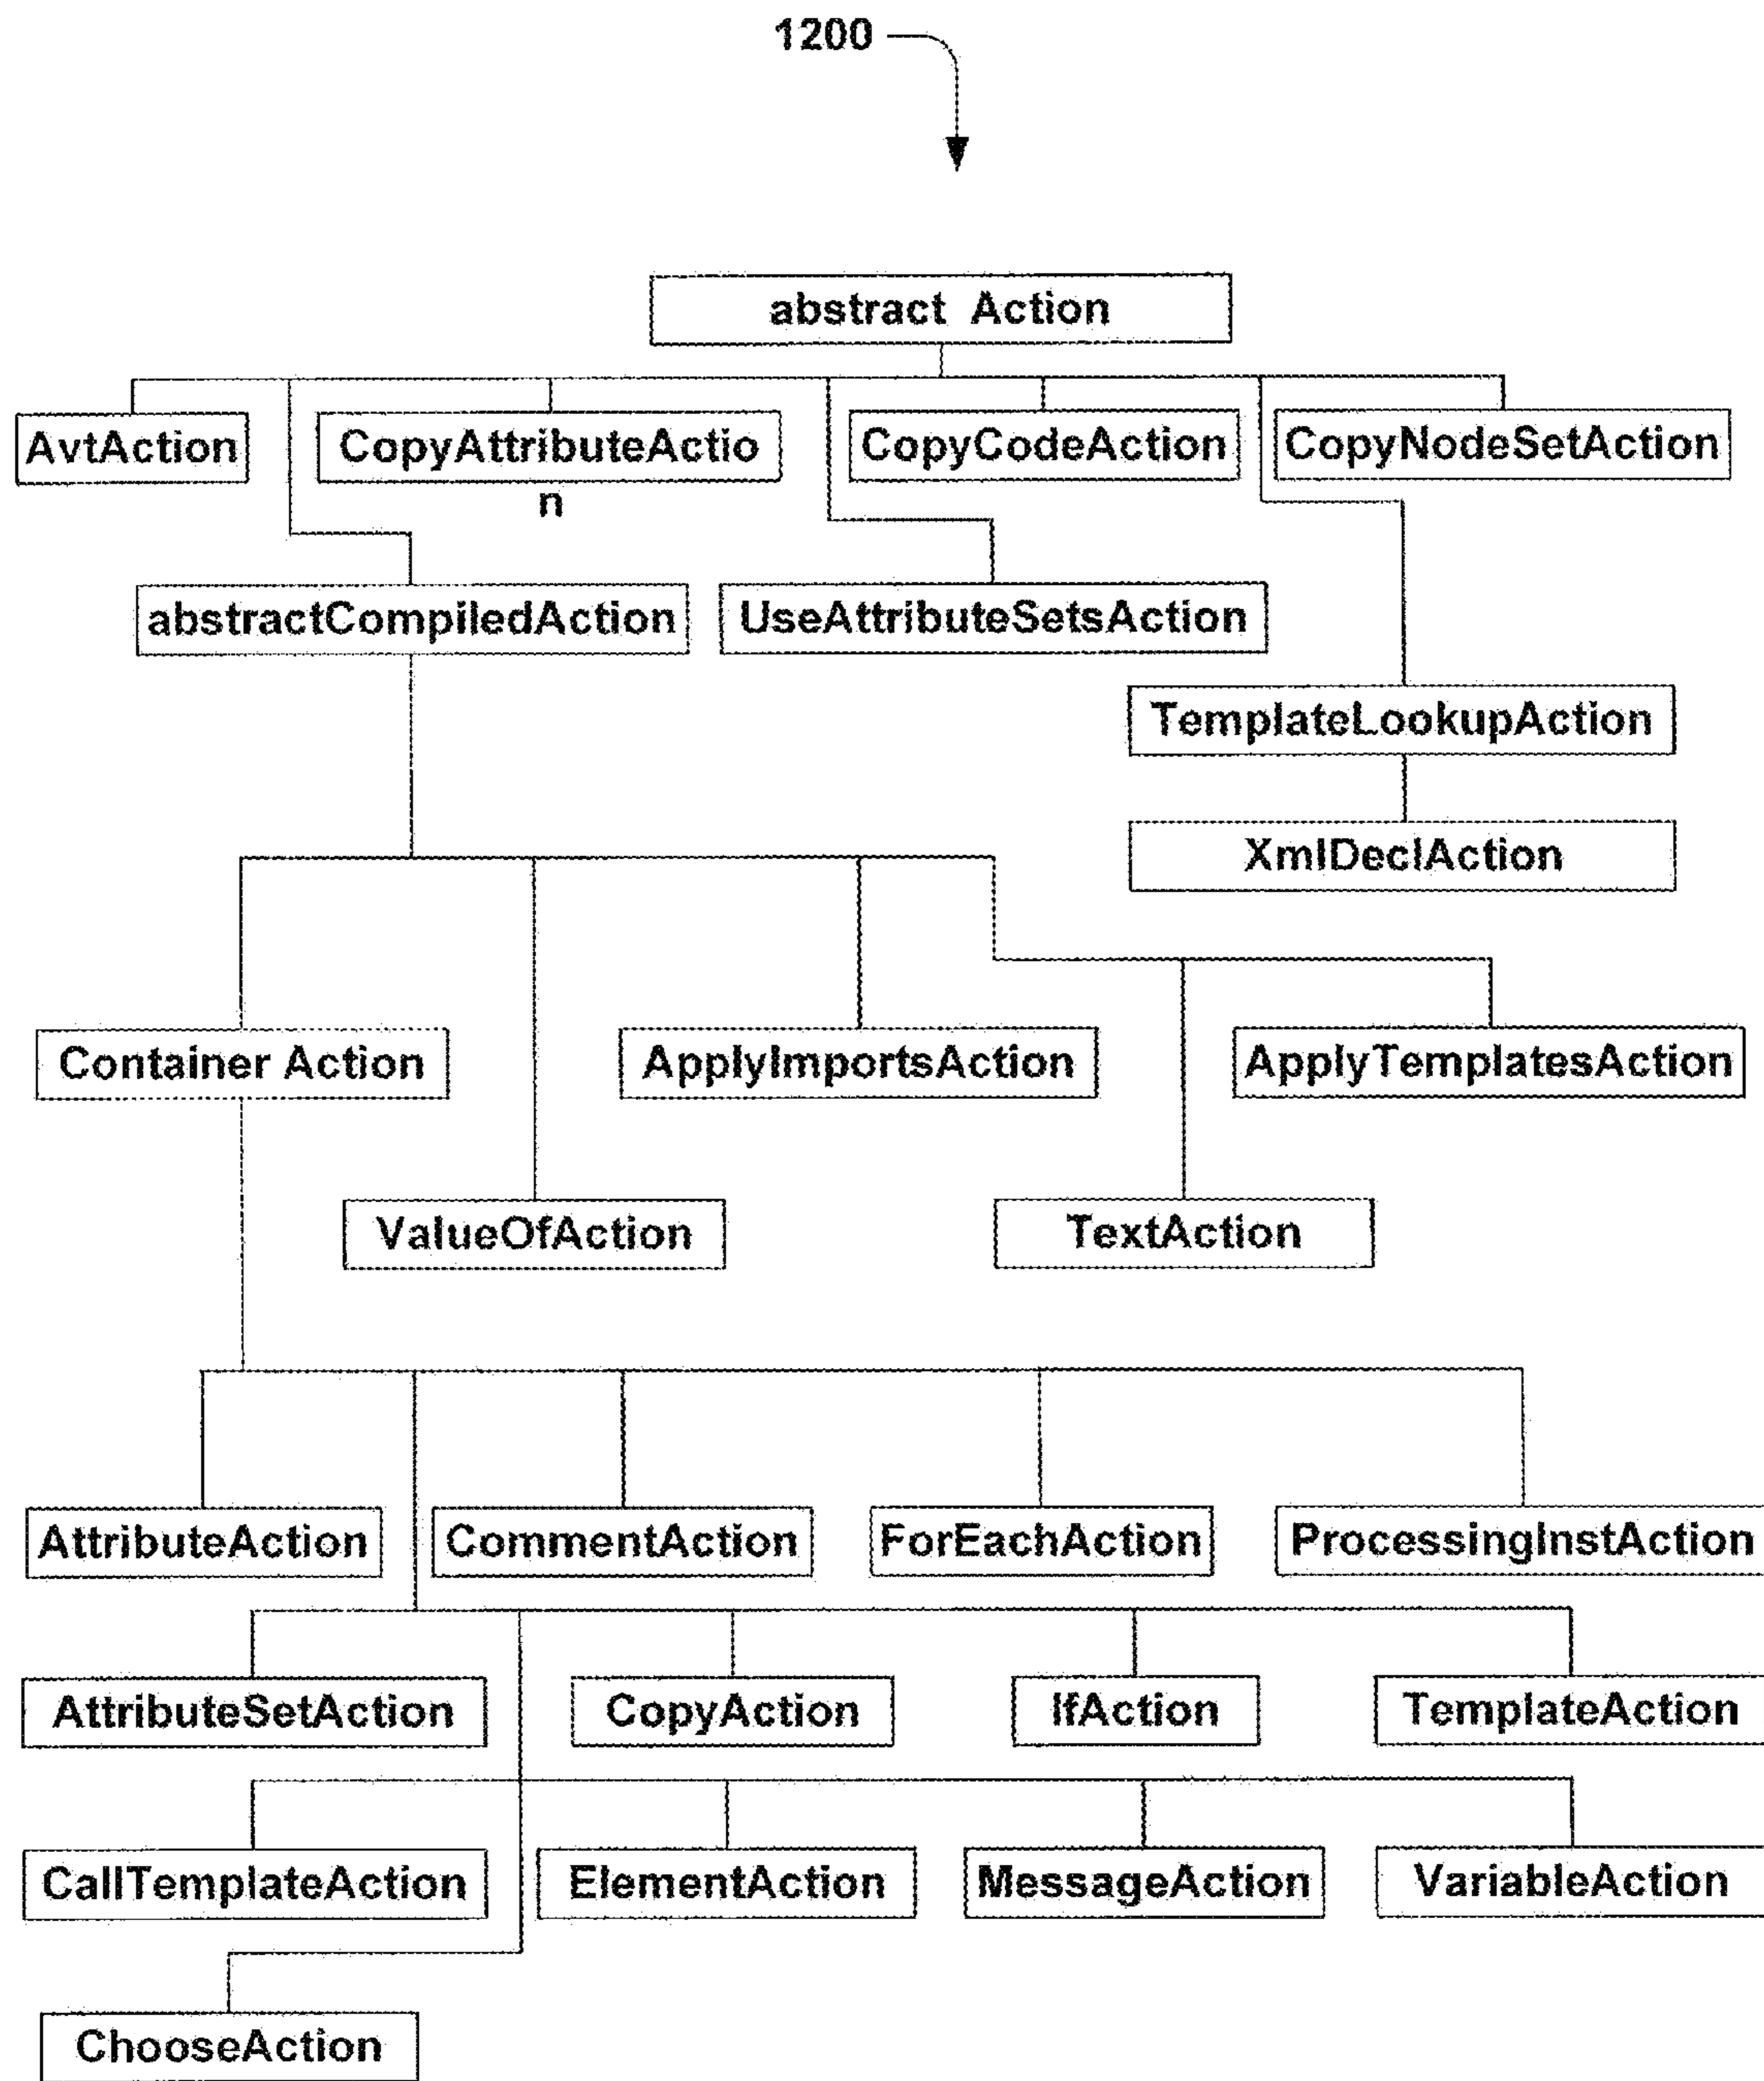 1200
abstract Action
AvtAction
CopyAttributeActio
n
CopyCodeAction
CopyNodeSetAction
abstractCompiledAction
UseAttributeSetsAction
TemplateLookupAction
XmlDeclAction
Container Action
ApplyImportsAction
ApplyTemplatesAction
ValueOfAction
TextAction
AttributeAction
CommentAction
ForEachAction
ProcessingInstAction
AttributeSetAction
CopyAction
IfAction
TemplateAction
CallTemplateAction
ElementAction
MessageAction
VariableAction
ChooseAction